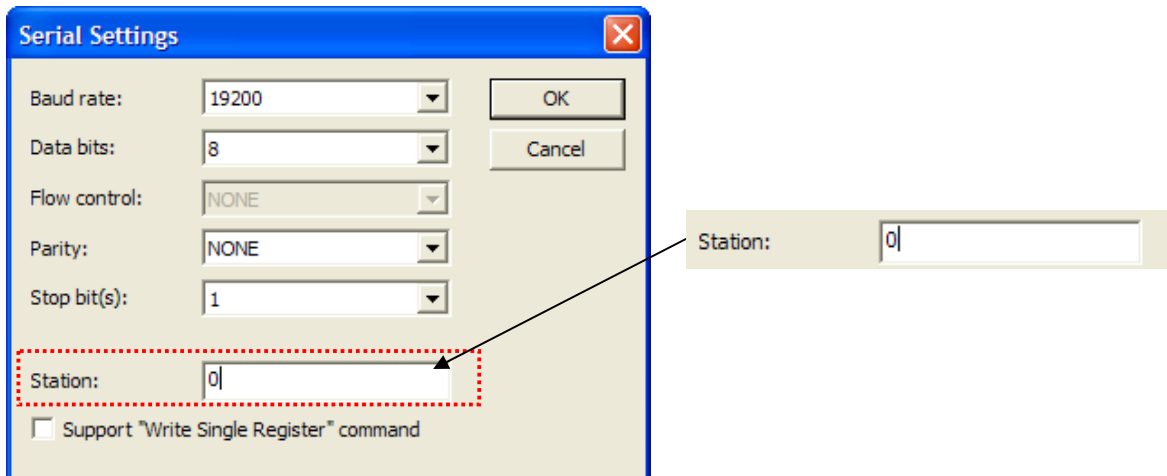 Serial Settings
Baud rate: 19200 OK
Data bits: 8 Cancel
Flow control: NONE
Parity: NONE
Stop bit(s): 1
Station: 0
Support "Write Single Register" command
Station: 0